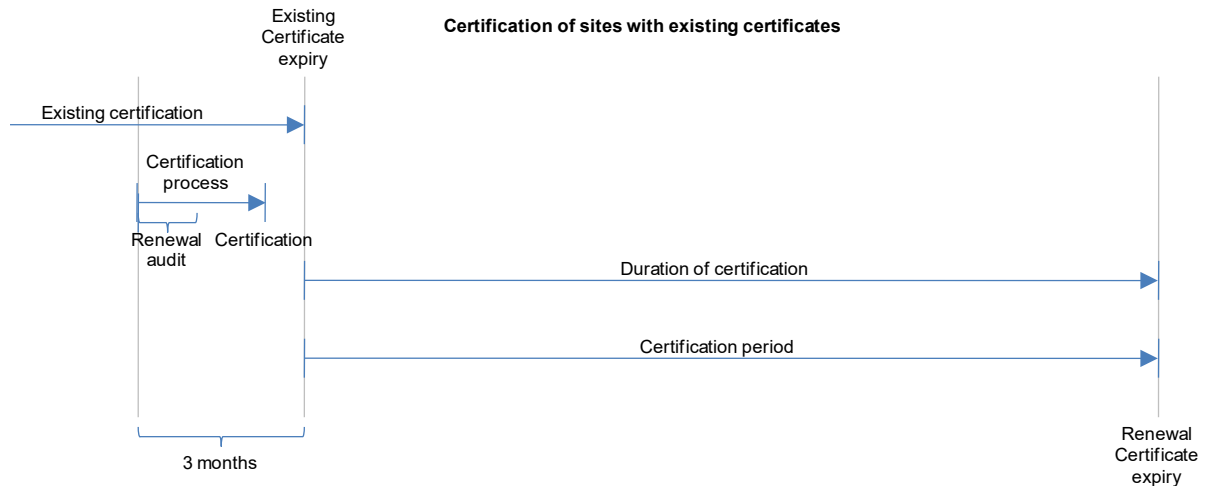 Existing
Certificate
expiry
Certification of sites with existing certificates
Existing certification
Certification
process
Renewal
audit
Certification
Duration of certification
Certification period
3 months
Renewal
Certificate
expiry